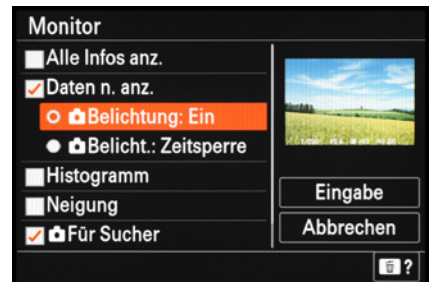 Monitor
Alle Infos anz.
Daten n. anz.
Belichtung: Ein
Belicht.: Zeitsperre
Histogramm
Neigung
Für Sucher
Eingabe
Abbrechen
?